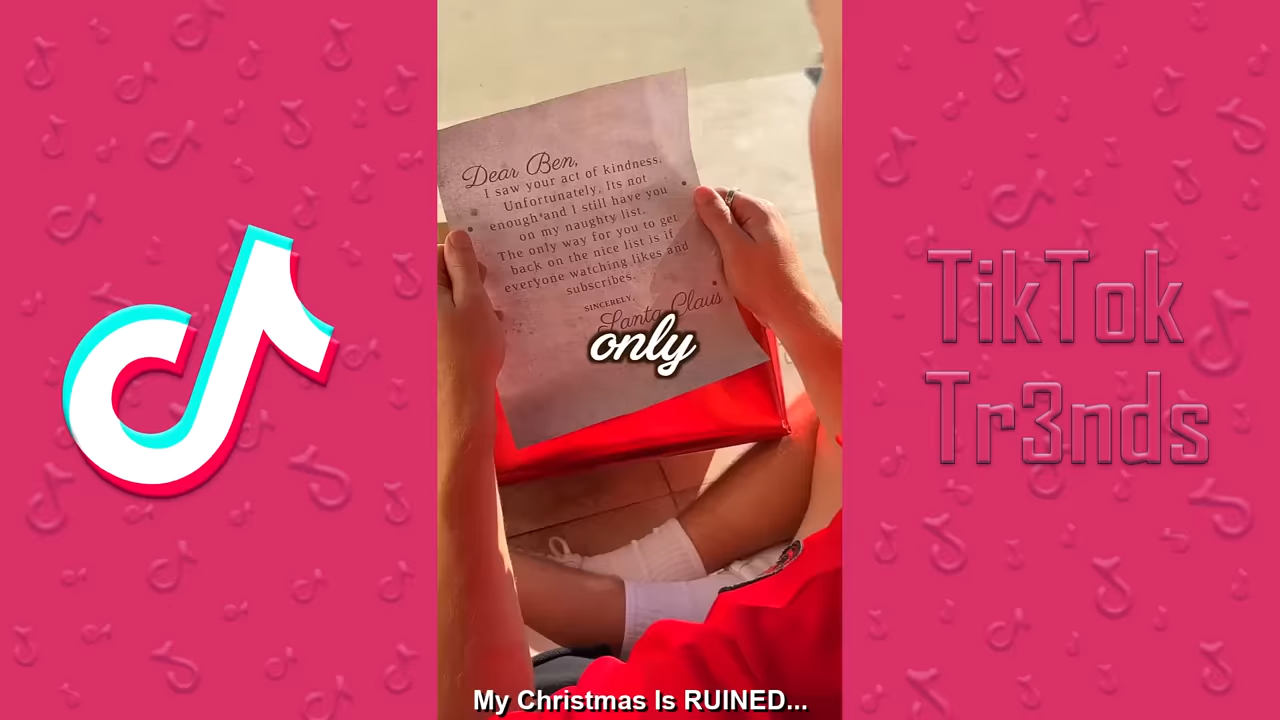 Dear Ben,
I saw your act of kindness.
Unfortunately, Its not
enough and I still have you
on my naughty list.
The only way for you to get
back on the nice list is if
everyone watching likes and
subscribes.
SINCERELY,
Santa Claus
only
TikTok
Tr3nds
My Christmas Is RUINED...